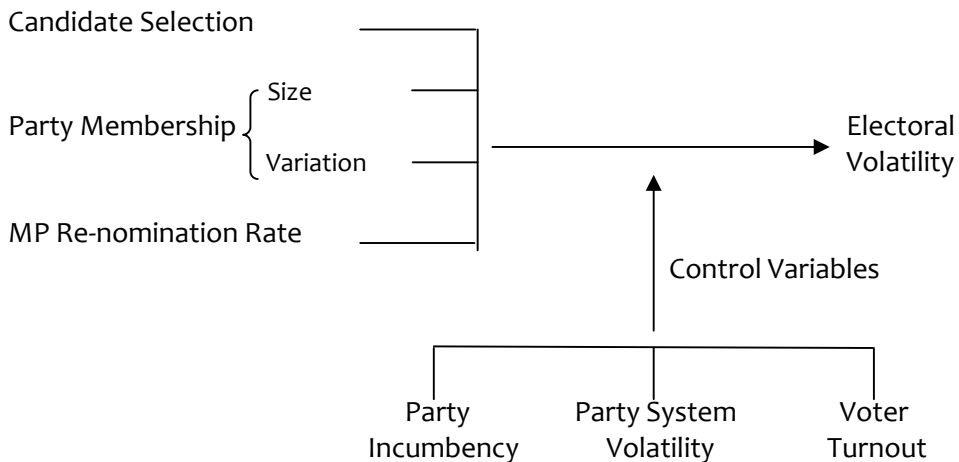 Candidate Selection
Size
Party Membership
Variation
Electoral
Volatility
MP Re-nomination Rate
Control Variables
Party
Incumbency
Party System
Volatility
Voter
Turnout